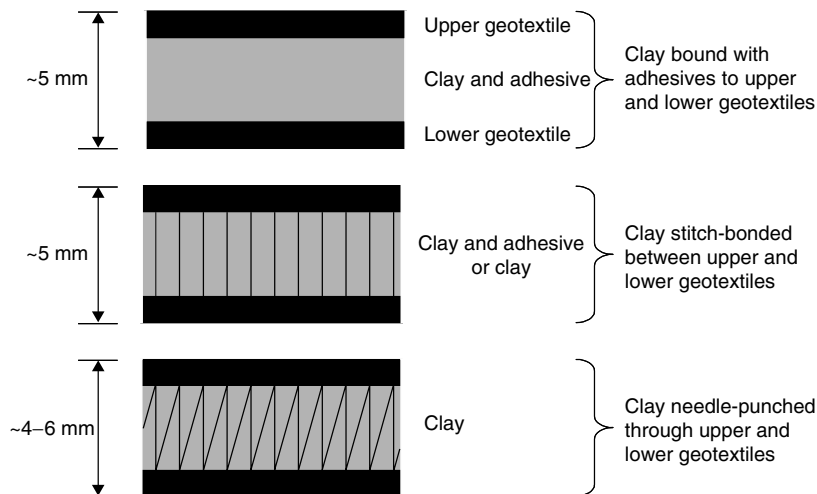 ~5 mm
Upper geotextile
Clay and adhesive
Lower geotextile
Clay bound with
adhesives to upper
and lower geotextiles
~5 mm
Clay and adhesive
or clay
Clay stitch-bonded
between upper and
lower geotextiles
~4–6 mm
Clay
Clay needle-punched
through upper and
lower geotextiles